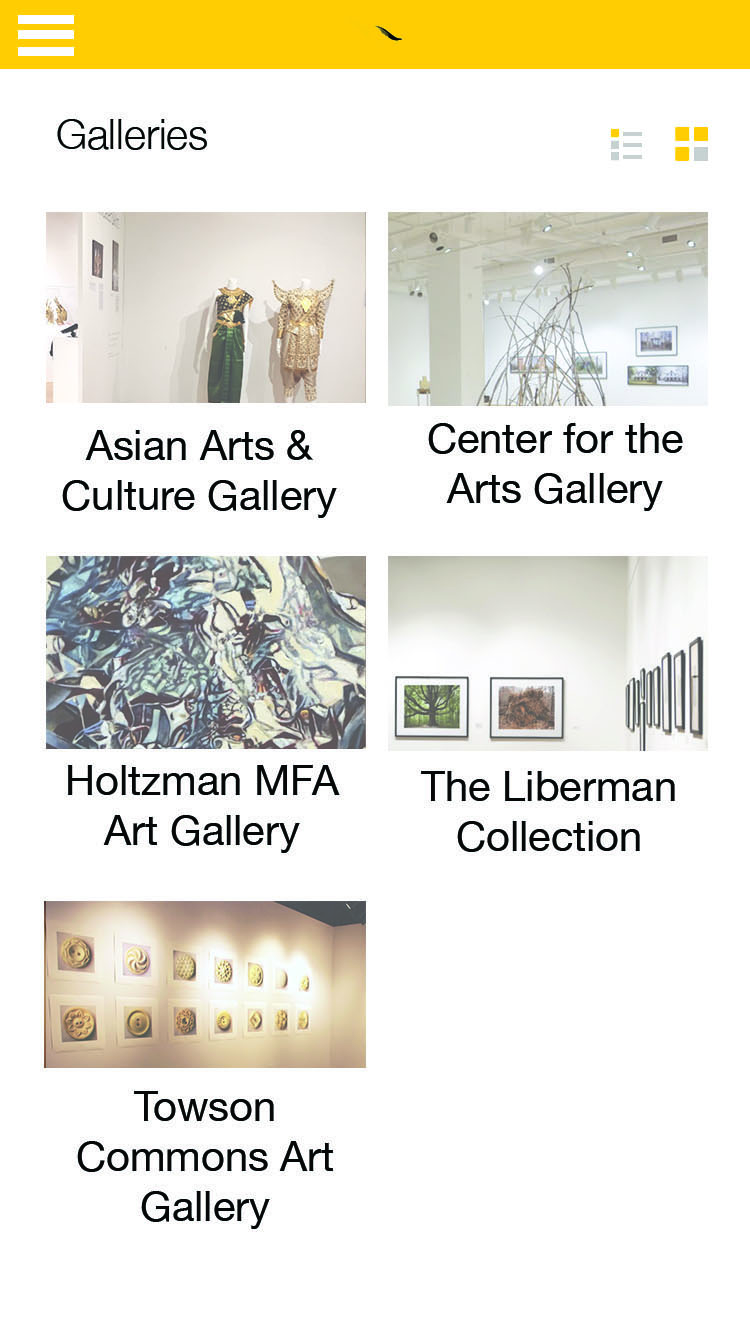 Galleries
Asian Arts &
Culture Gallery
Center for the
Arts Gallery
Holtzman MFA
Art Gallery
The Liberman
Collection
Towson
Commons Art
Gallery